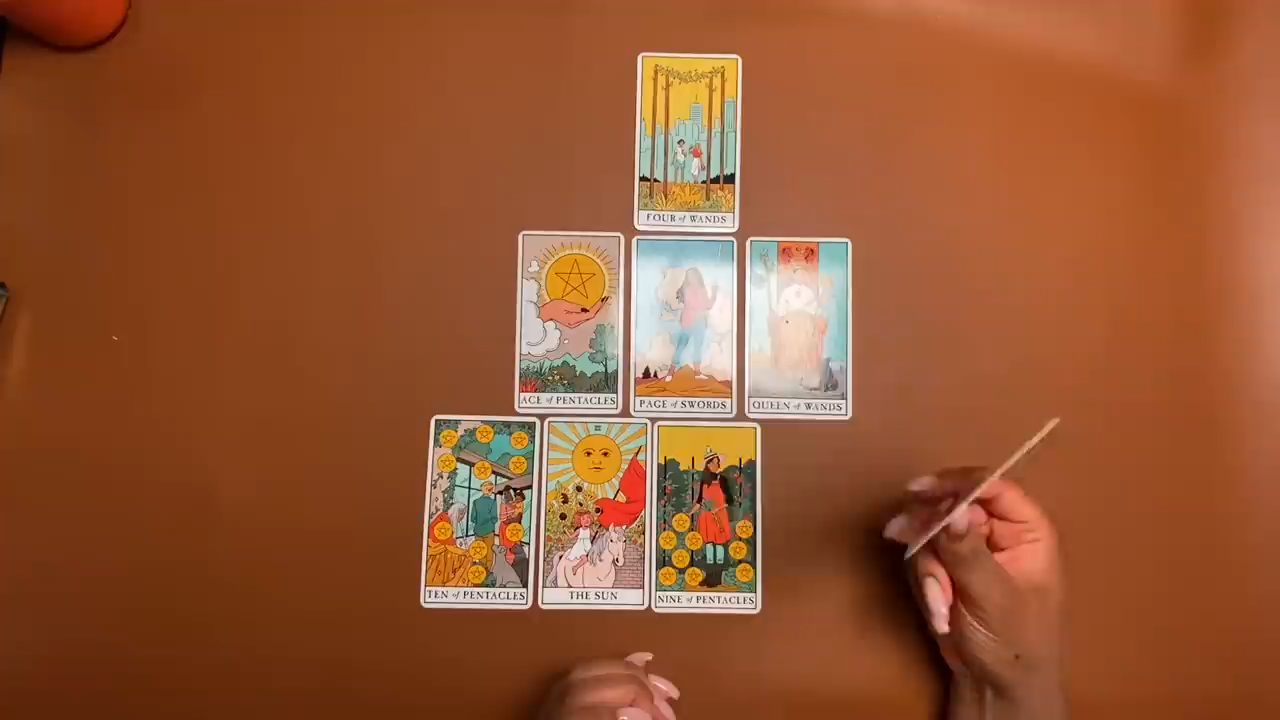 FOUR of WANDS
ACE of PENTACLES
PAGE of SWORDS
QUEEN of WANDS
TEN of PENTACLES
THE SUN
NINE of PENTACLES